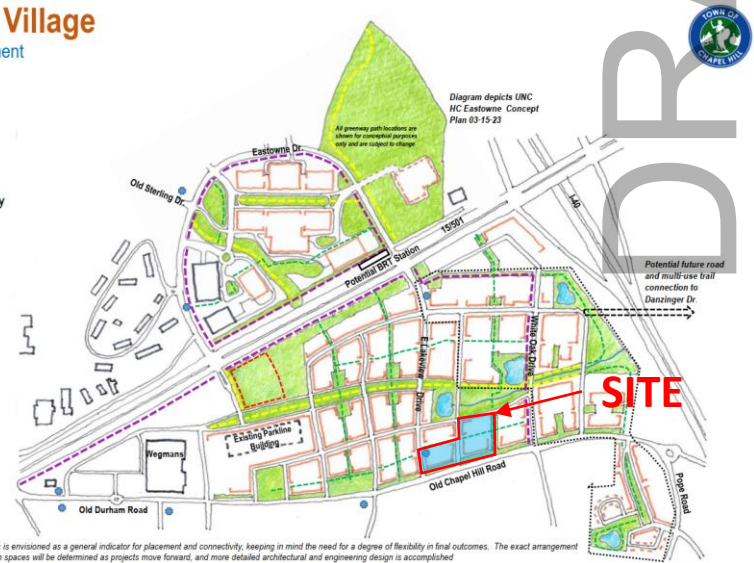 Village
ment
TOWN OF
CHAPEL HILL
DR
Diagram depicts UNC
HC Eastowne Concept
Plan 03-15-23
All greenway path locations are
shown for conceptual purposes
only and are subject to change
Eastowne Dr.
Old Sterling Dr.
y
I-40
15/501
Potential BRT Station
Potential future road
and multi-use trail
connection to
Danzinger Dr.
White Oak Drive
E Lakeview Drive
SITE
Existing Parkline
Building
Wegmans
Old Chapel Hill Road
Old Durham Road
Pope Road
is envisioned as a general indicator for placement and connectivity, keeping in mind the need for a degree of flexibility in final outcomes. The exact arrangement
spaces will be determined as projects move forward, and more detailed architectural and engineering design is accomplished